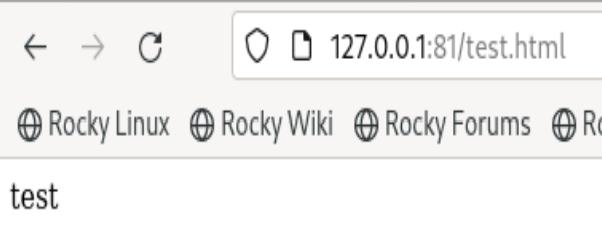 127.0.0.1:81/test.html
Rocky Linux Rocky Wiki Rocky Forums
test